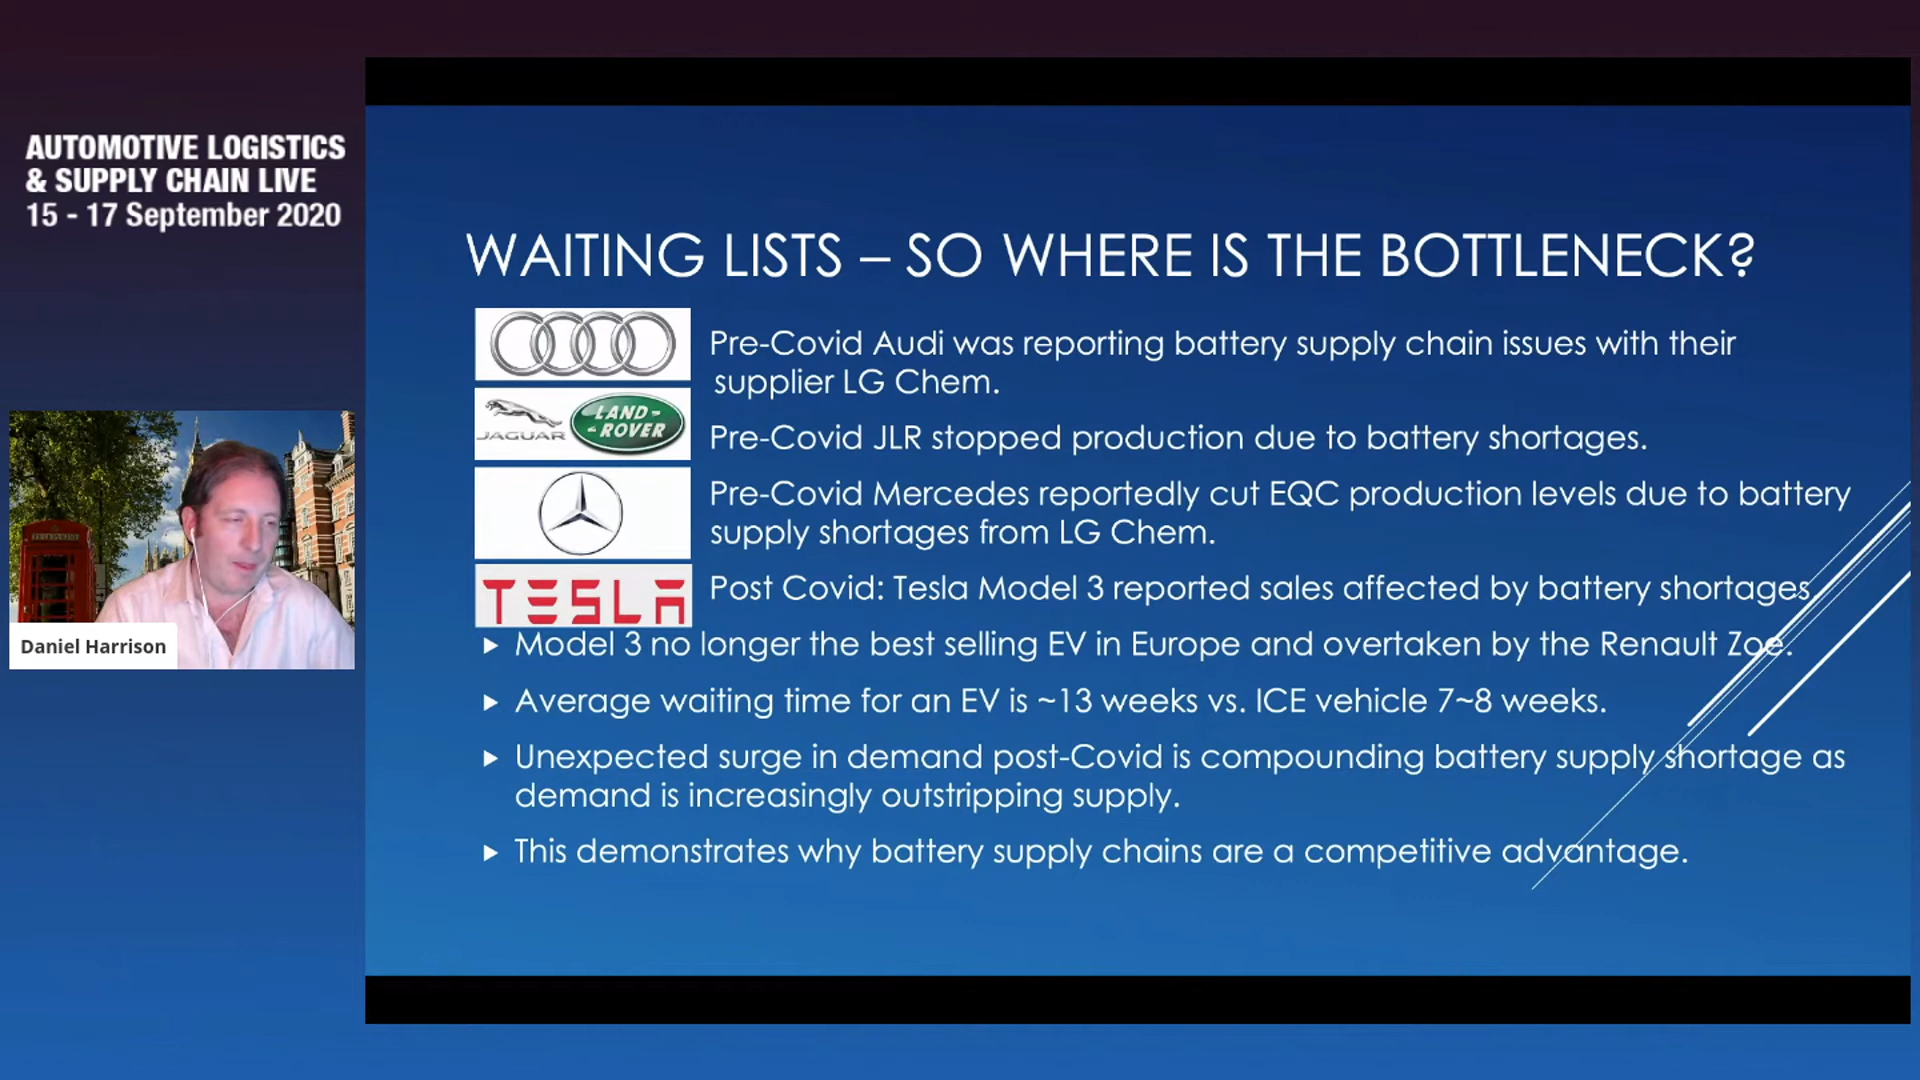 AUTOMOTIVE LOGISTICS
& SUPPLY CHAIN LIVE
15 - 17 September 2020
WAITING LISTS – SO WHERE IS THE BOTTLENECK?
Pre-Covid Audi was reporting battery supply chain issues with their
supplier LG Chem.
JAGUAR
LAND-
-ROVER
Pre-Covid JLR stopped production due to battery shortages.
Pre-Covid Mercedes reportedly cut EQC production levels due to battery
supply shortages from LG Chem.
TESLA
Post Covid: Tesla Model 3 reported sales affected by battery shortages.
Model 3 no longer the best selling EV in Europe and overtaken by the Renault Zoe.
Average waiting time for an EV is ~13 weeks vs. ICE vehicle 7~8 weeks.
Unexpected surge in demand post-Covid is compounding battery supply shortage as
demand is increasingly outstripping supply.
This demonstrates why battery supply chains are a competitive advantage.
TELEPHONE
Daniel Harrison